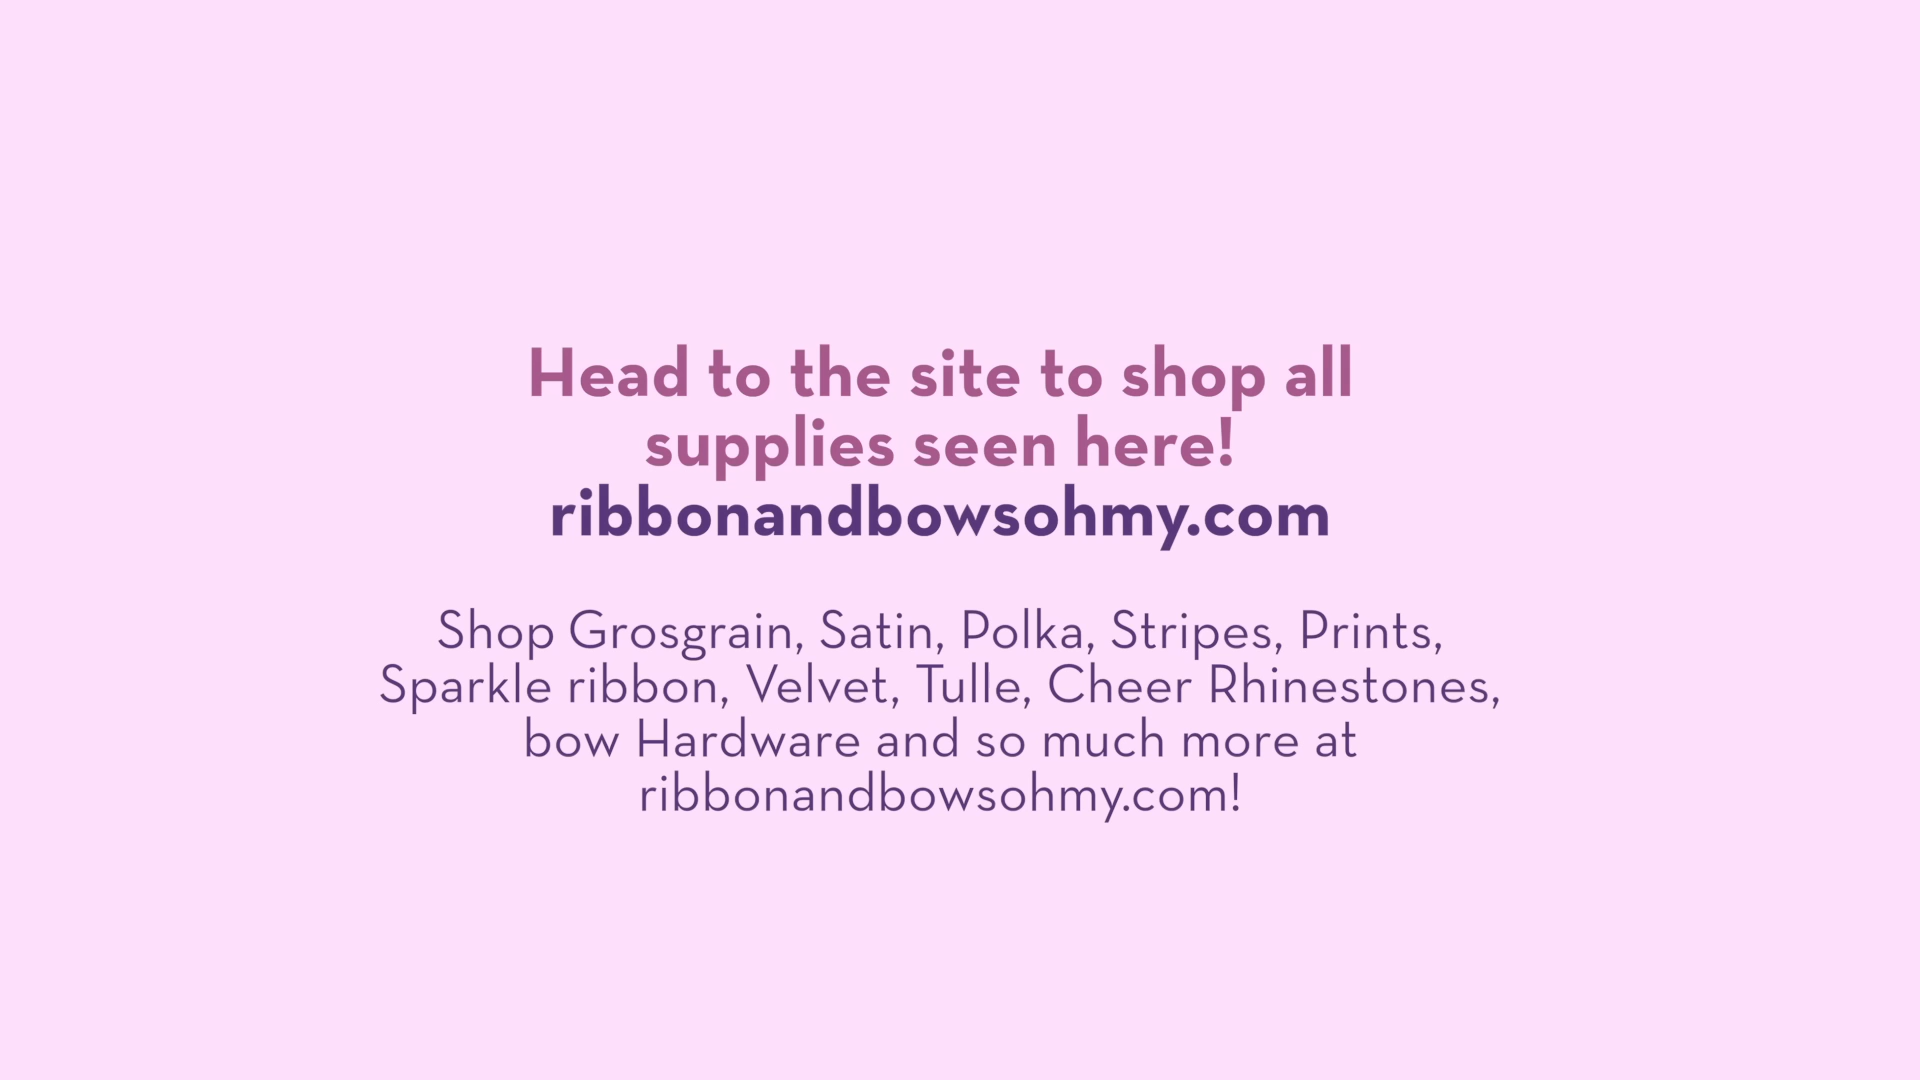 Head to the site to shop all
supplies seen here!
ribbonandbowsohmy.com
Shop Grosgrain, Satin, Polka, Stripes, Prints,
Sparkle ribbon, Velvet, Tulle, Cheer Rhinestones,
bow Hardware and so much more at
ribbonandbowsohmy.com!